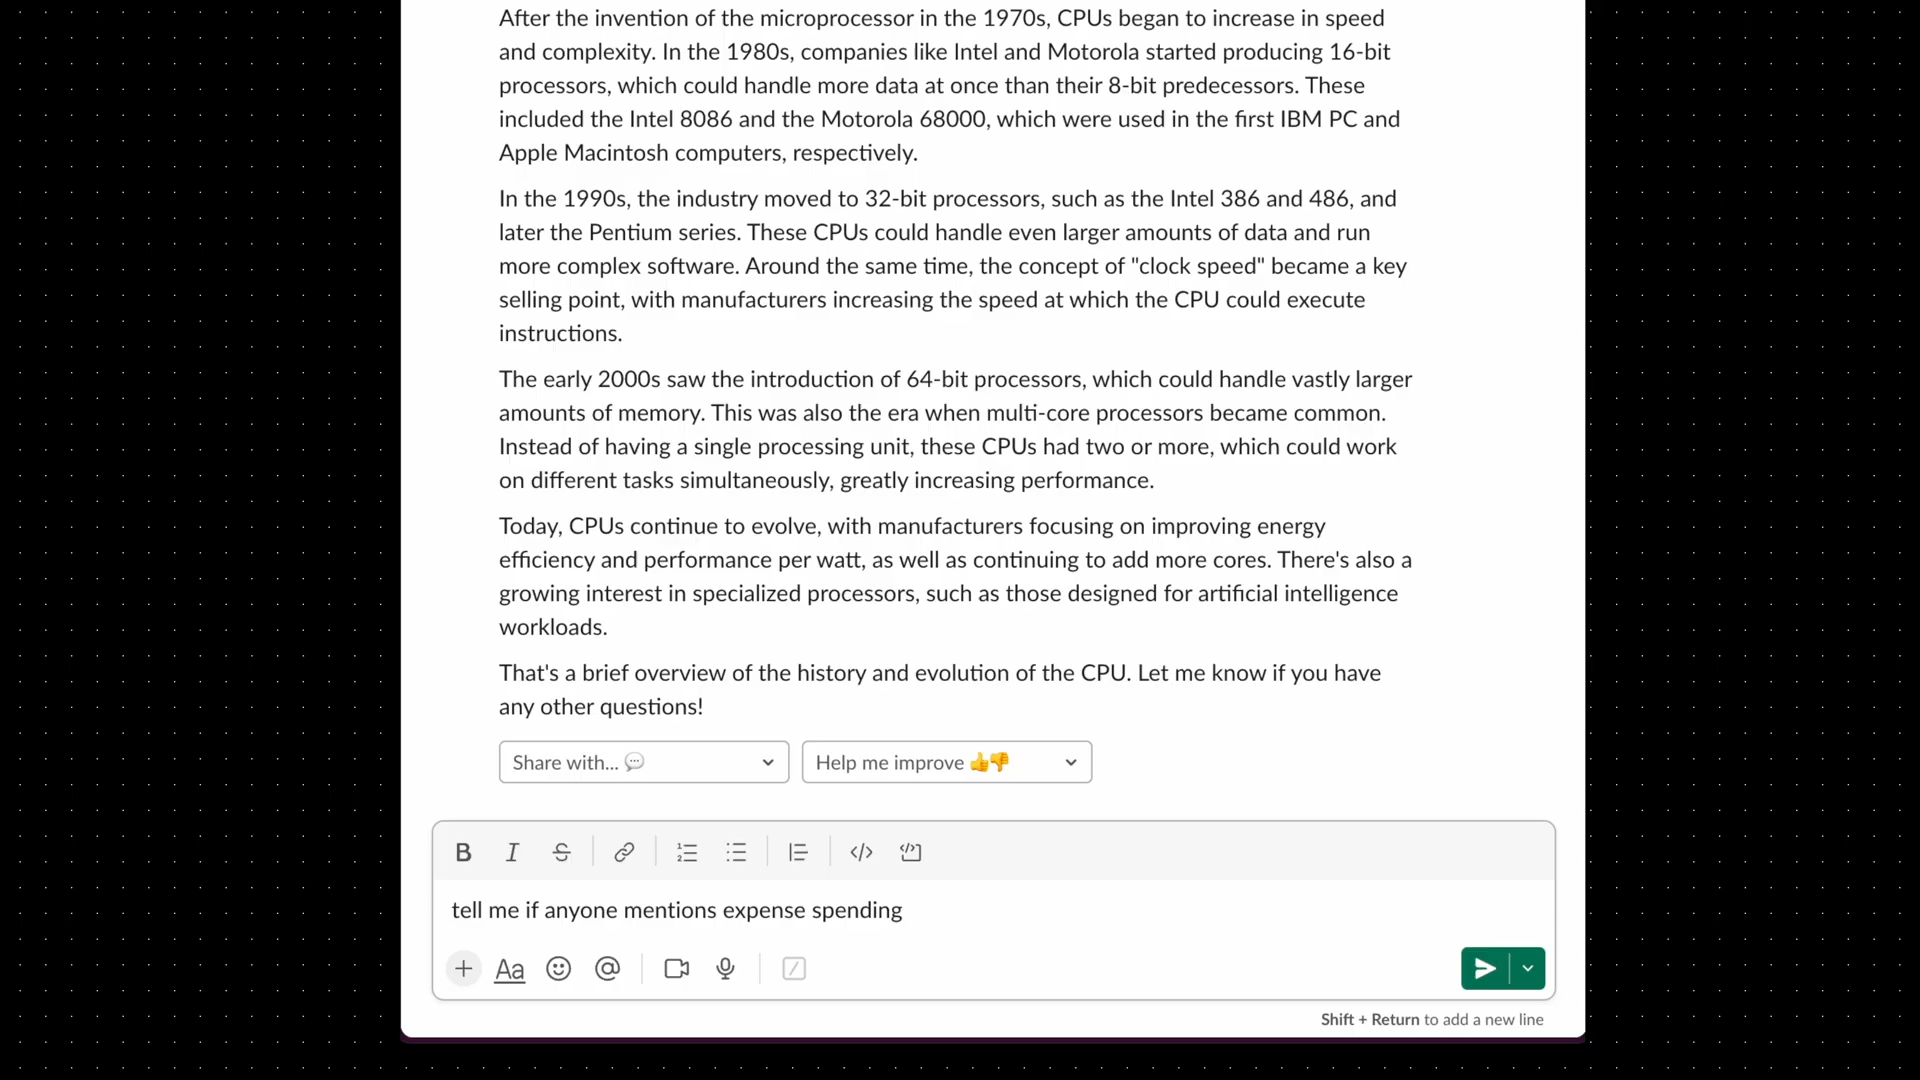 After the invention of the microprocessor in the 1970s, CPUs began to increase in speed
and complexity. In the 1980s, companies like Intel and Motorola started producing 16-bit
processors, which could handle more data at once than their 8-bit predecessors. These
included the Intel 8086 and the Motorola 68000, which were used in the first IBM PC and
Apple Macintosh computers, respectively.
In the 1990s, the industry moved to 32-bit processors, such as the Intel 386 and 486, and
later the Pentium series. These CPUs could handle even larger amounts of data and run
more complex software. Around the same time, the concept of "clock speed" became a key
selling point, with manufacturers increasing the speed at which the CPU could execute
instructions.
The early 2000s saw the introduction of 64-bit processors, which could handle vastly larger
amounts of memory. This was also the era when multi-core processors became common.
Instead of having a single processing unit, these CPUs had two or more, which could work
on different tasks simultaneously, greatly increasing performance.
Today, CPUs continue to evolve, with manufacturers focusing on improving energy
efficiency and performance per watt, as well as continuing to add more cores. There's also a
growing interest in specialized processors, such as those designed for artificial intelligence
workloads.
That's a brief overview of the history and evolution of the CPU. Let me know if you have
any other questions!
Share with... 💬 Help me improve 👍👎
B I S
tell me if anyone mentions expense spending
Aa
Shift + Return to add a new line